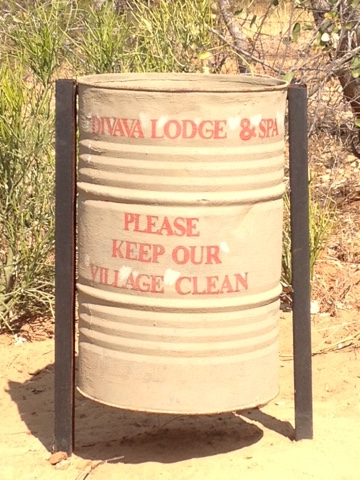 DIVAVA LODGE & SPA
PLEASE
KEEP OUR
VILLAGE CLEAN